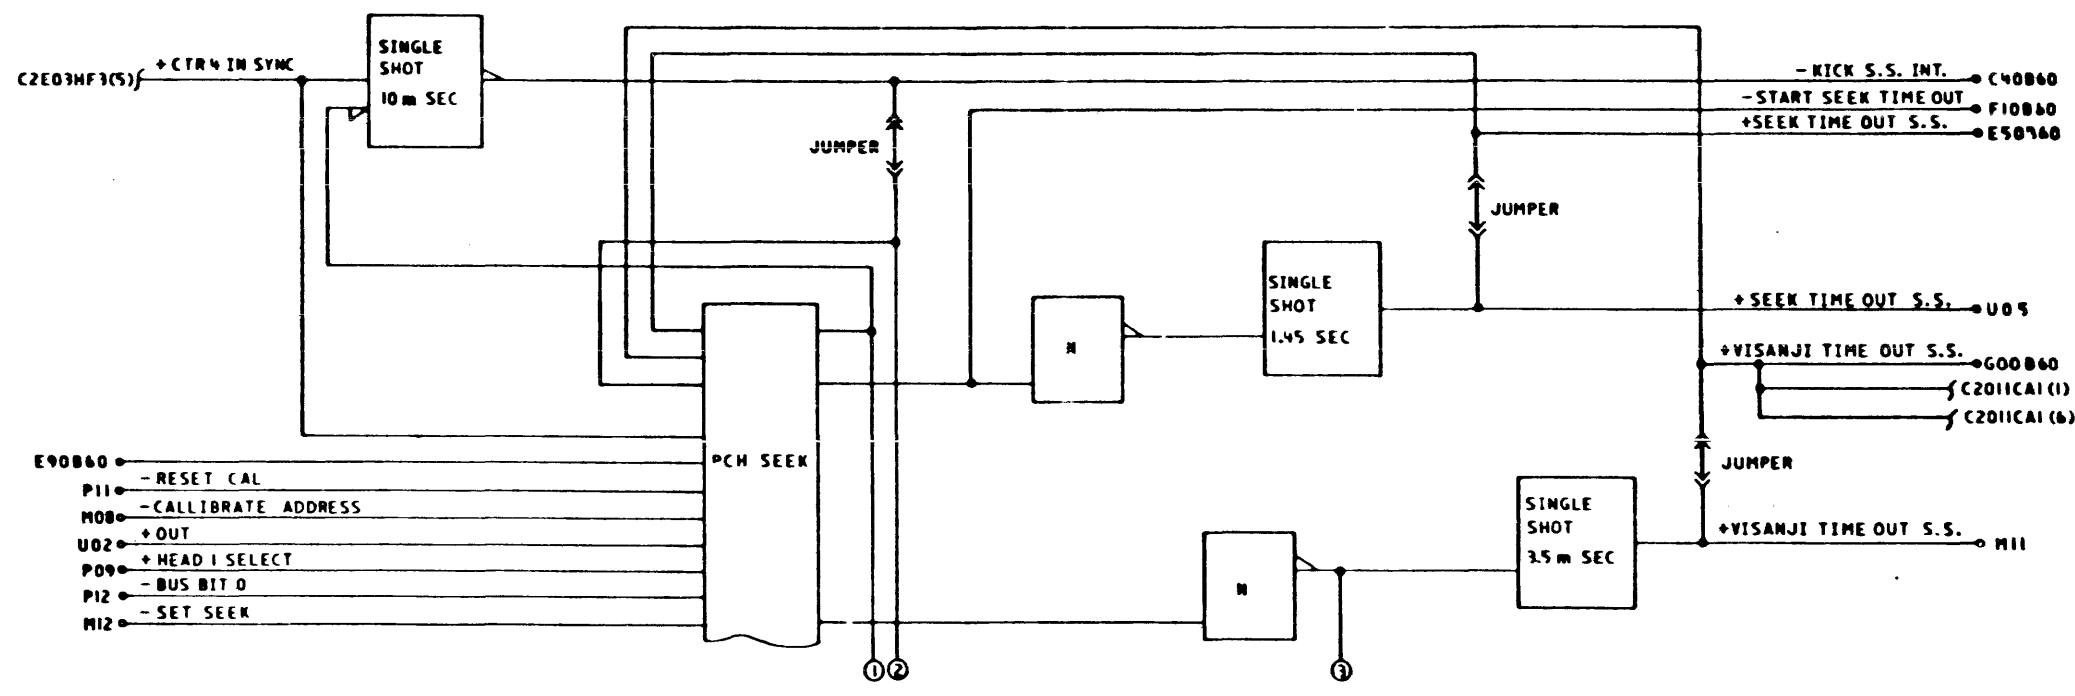 SINGLE
SHOT
10 m SEC
C2E03HF3(5)
+ CTR 4 IN SYNC
- KICK S.S. INT.
C40B60
- START SEEK TIME OUT
F10B60
+SEEK TIME OUT S.S.
E50960
JUMPER
JUMPER
SINGLE
SHOT
1.45 SEC
N
+ SEEK TIME OUT S.S.
U05
+VISANJI TIME OUT S.S.
G00B60
C2011CA1 (1)
C2011CA1 (6)
PCH SEEK
E90B60
P11
- RESET CAL
M08
- CALLIBRATE ADDRESS
U02
+ OUT
P09
+ HEAD 1 SELECT
P12
- BUS BIT 0
M12
- SET SEEK
JUMPER
SINGLE
SHOT
3.5 m SEC
N
+VISANJI TIME OUT S.S.
M11
1
2
3